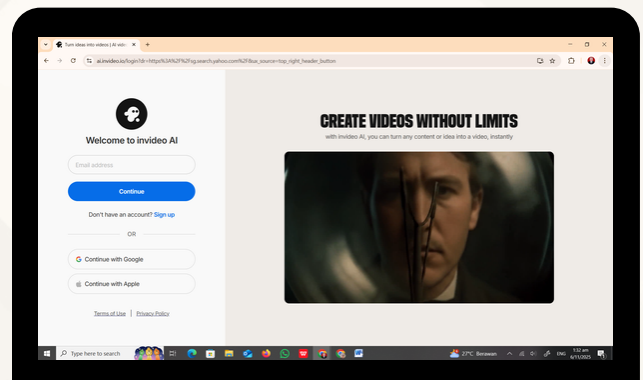 Turn ideas into videos | AI vide
ai.invideo.io/login?dr=https%3A%2F%2Fsg.search.yahoo.com%2F&sx_source=top_right_header_button
Welcome to invideo AI
Email address
Continue
Don't have an account? Sign up
OR
Continue with Google
Continue with Apple
Terms of Use | Privacy Policy
CREATE VIDEOS WITHOUT LIMITS
with invideo AI, you can turn any content or idea into a video, instantly
Type here to search
27°C Berawan
ENG
1:32 am
6/11/2025